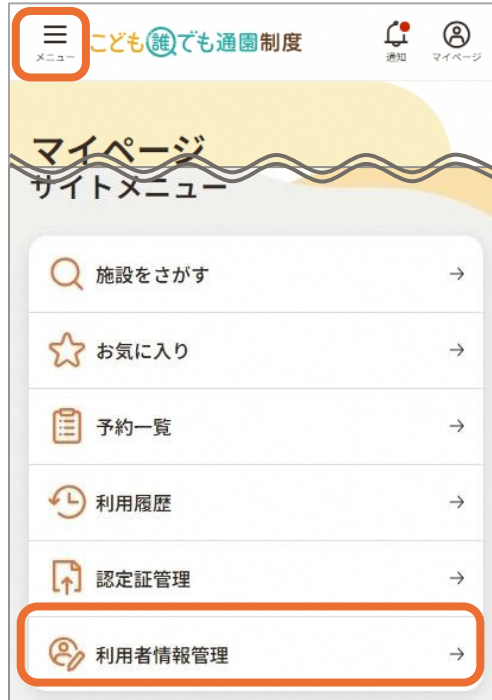 メニュー
こども誰でも通園制度
通知
マイページ
マイページ
サイトメニュー
施設をさがす
お気に入り
予約一覧
利用履歴
認定証管理
利用者情報管理